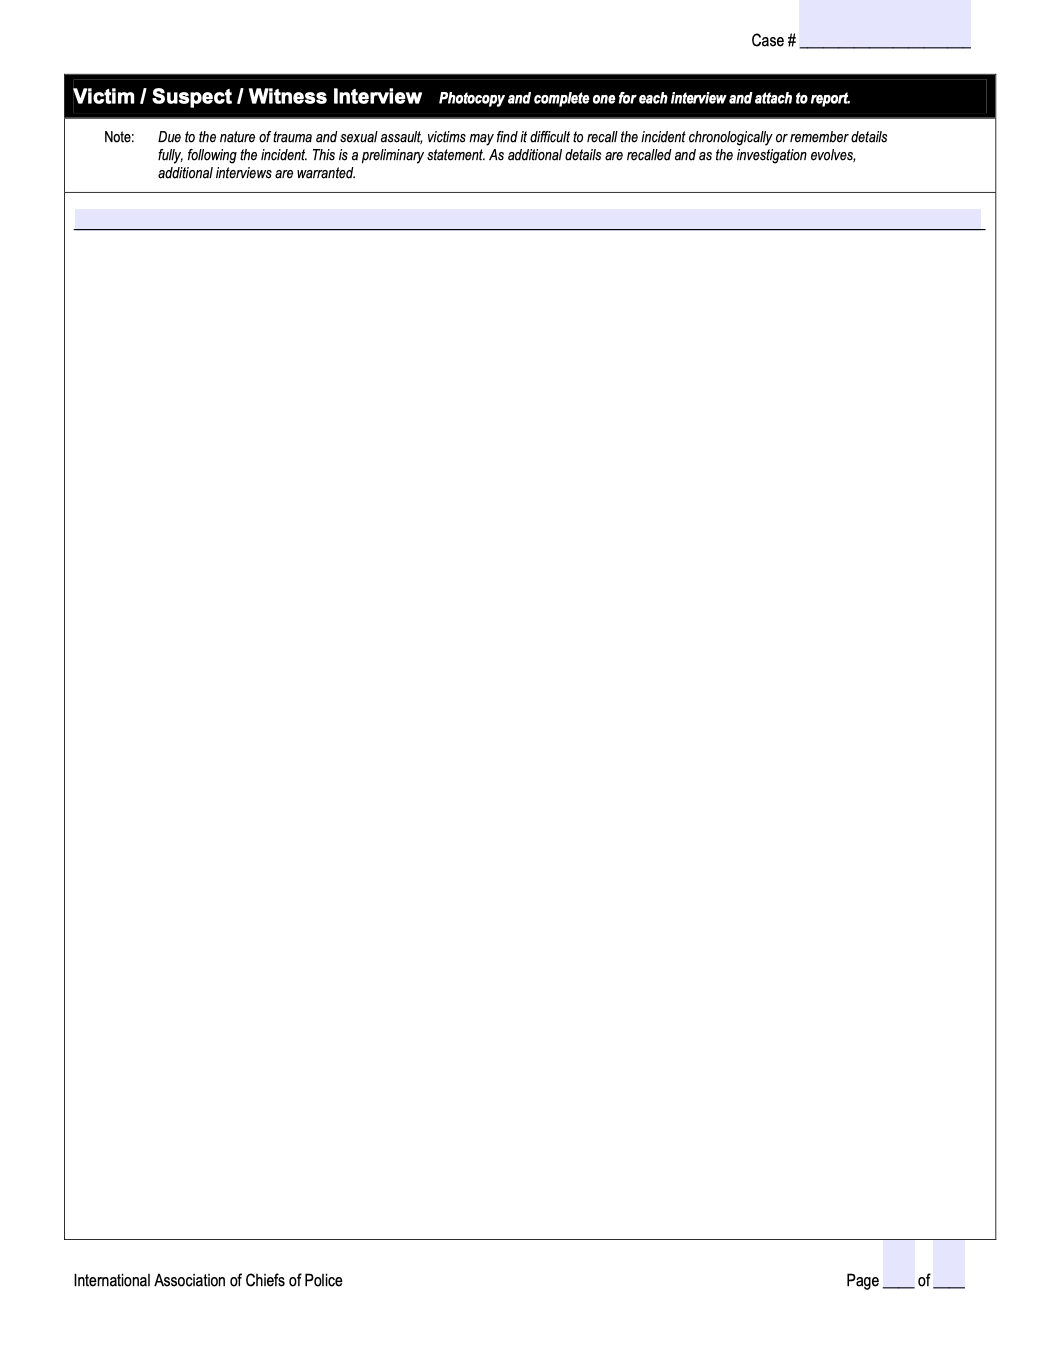 Case # ____________________
Victim / Suspect / Witness Interview Photocopy and complete one for each interview and attach to report.
Note: Due to the nature of trauma and sexual assault, victims may find it difficult to recall the incident chronologically or remember details
fully, following the incident. This is a preliminary statement. As additional details are recalled and as the investigation evolves,
additional interviews are warranted.
International Association of Chiefs of Police Page ____ of ____